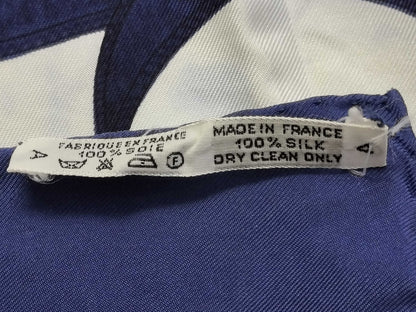 A
FABRIQUE EN FRANCE
100% SOIE
F
MADE IN FRANCE
100% SILK
DRY CLEAN ONLY
A